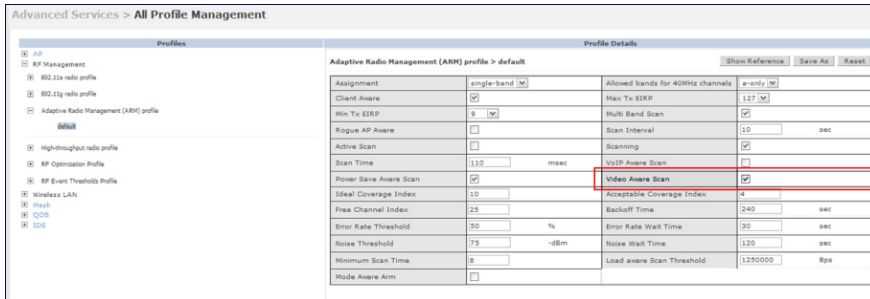 Advanced Services > All Profile Management
Profiles
AP
RF Management
802.11a radio profile
802.11g radio profile
Adaptive Radio Management (ARM) profile
default
High-throughput radio profile
RF Optimization Profile
RF Event Thresholds Profile
Wireless LAN
Mesh
QOS
IDS
Profile Details
Adaptive Radio Management (ARM) profile > default Show Reference Save As Reset
Assignment single-band Allowed bands for 40MHz channels a-only
Client Aware Max Tx EIRP 127
Min Tx EIRP 9 Multi Band Scan
Rogue AP Aware Scan Interval 10 sec
Active Scan Scanning
Scan Time 110 msec VoIP Aware Scan
Power Save Aware Scan Video Aware Scan
Ideal Coverage Index 10 Acceptable Coverage Index 4
Free Channel Index 25 Backoff Time 240 sec
Error Rate Threshold 50 % Error Rate Wait Time 30 sec
Noise Threshold 75 -dBm Noise Wait Time 120 sec
Minimum Scan Time 8 Load aware Scan Threshold 1250000 Bps
Mode Aware Arm